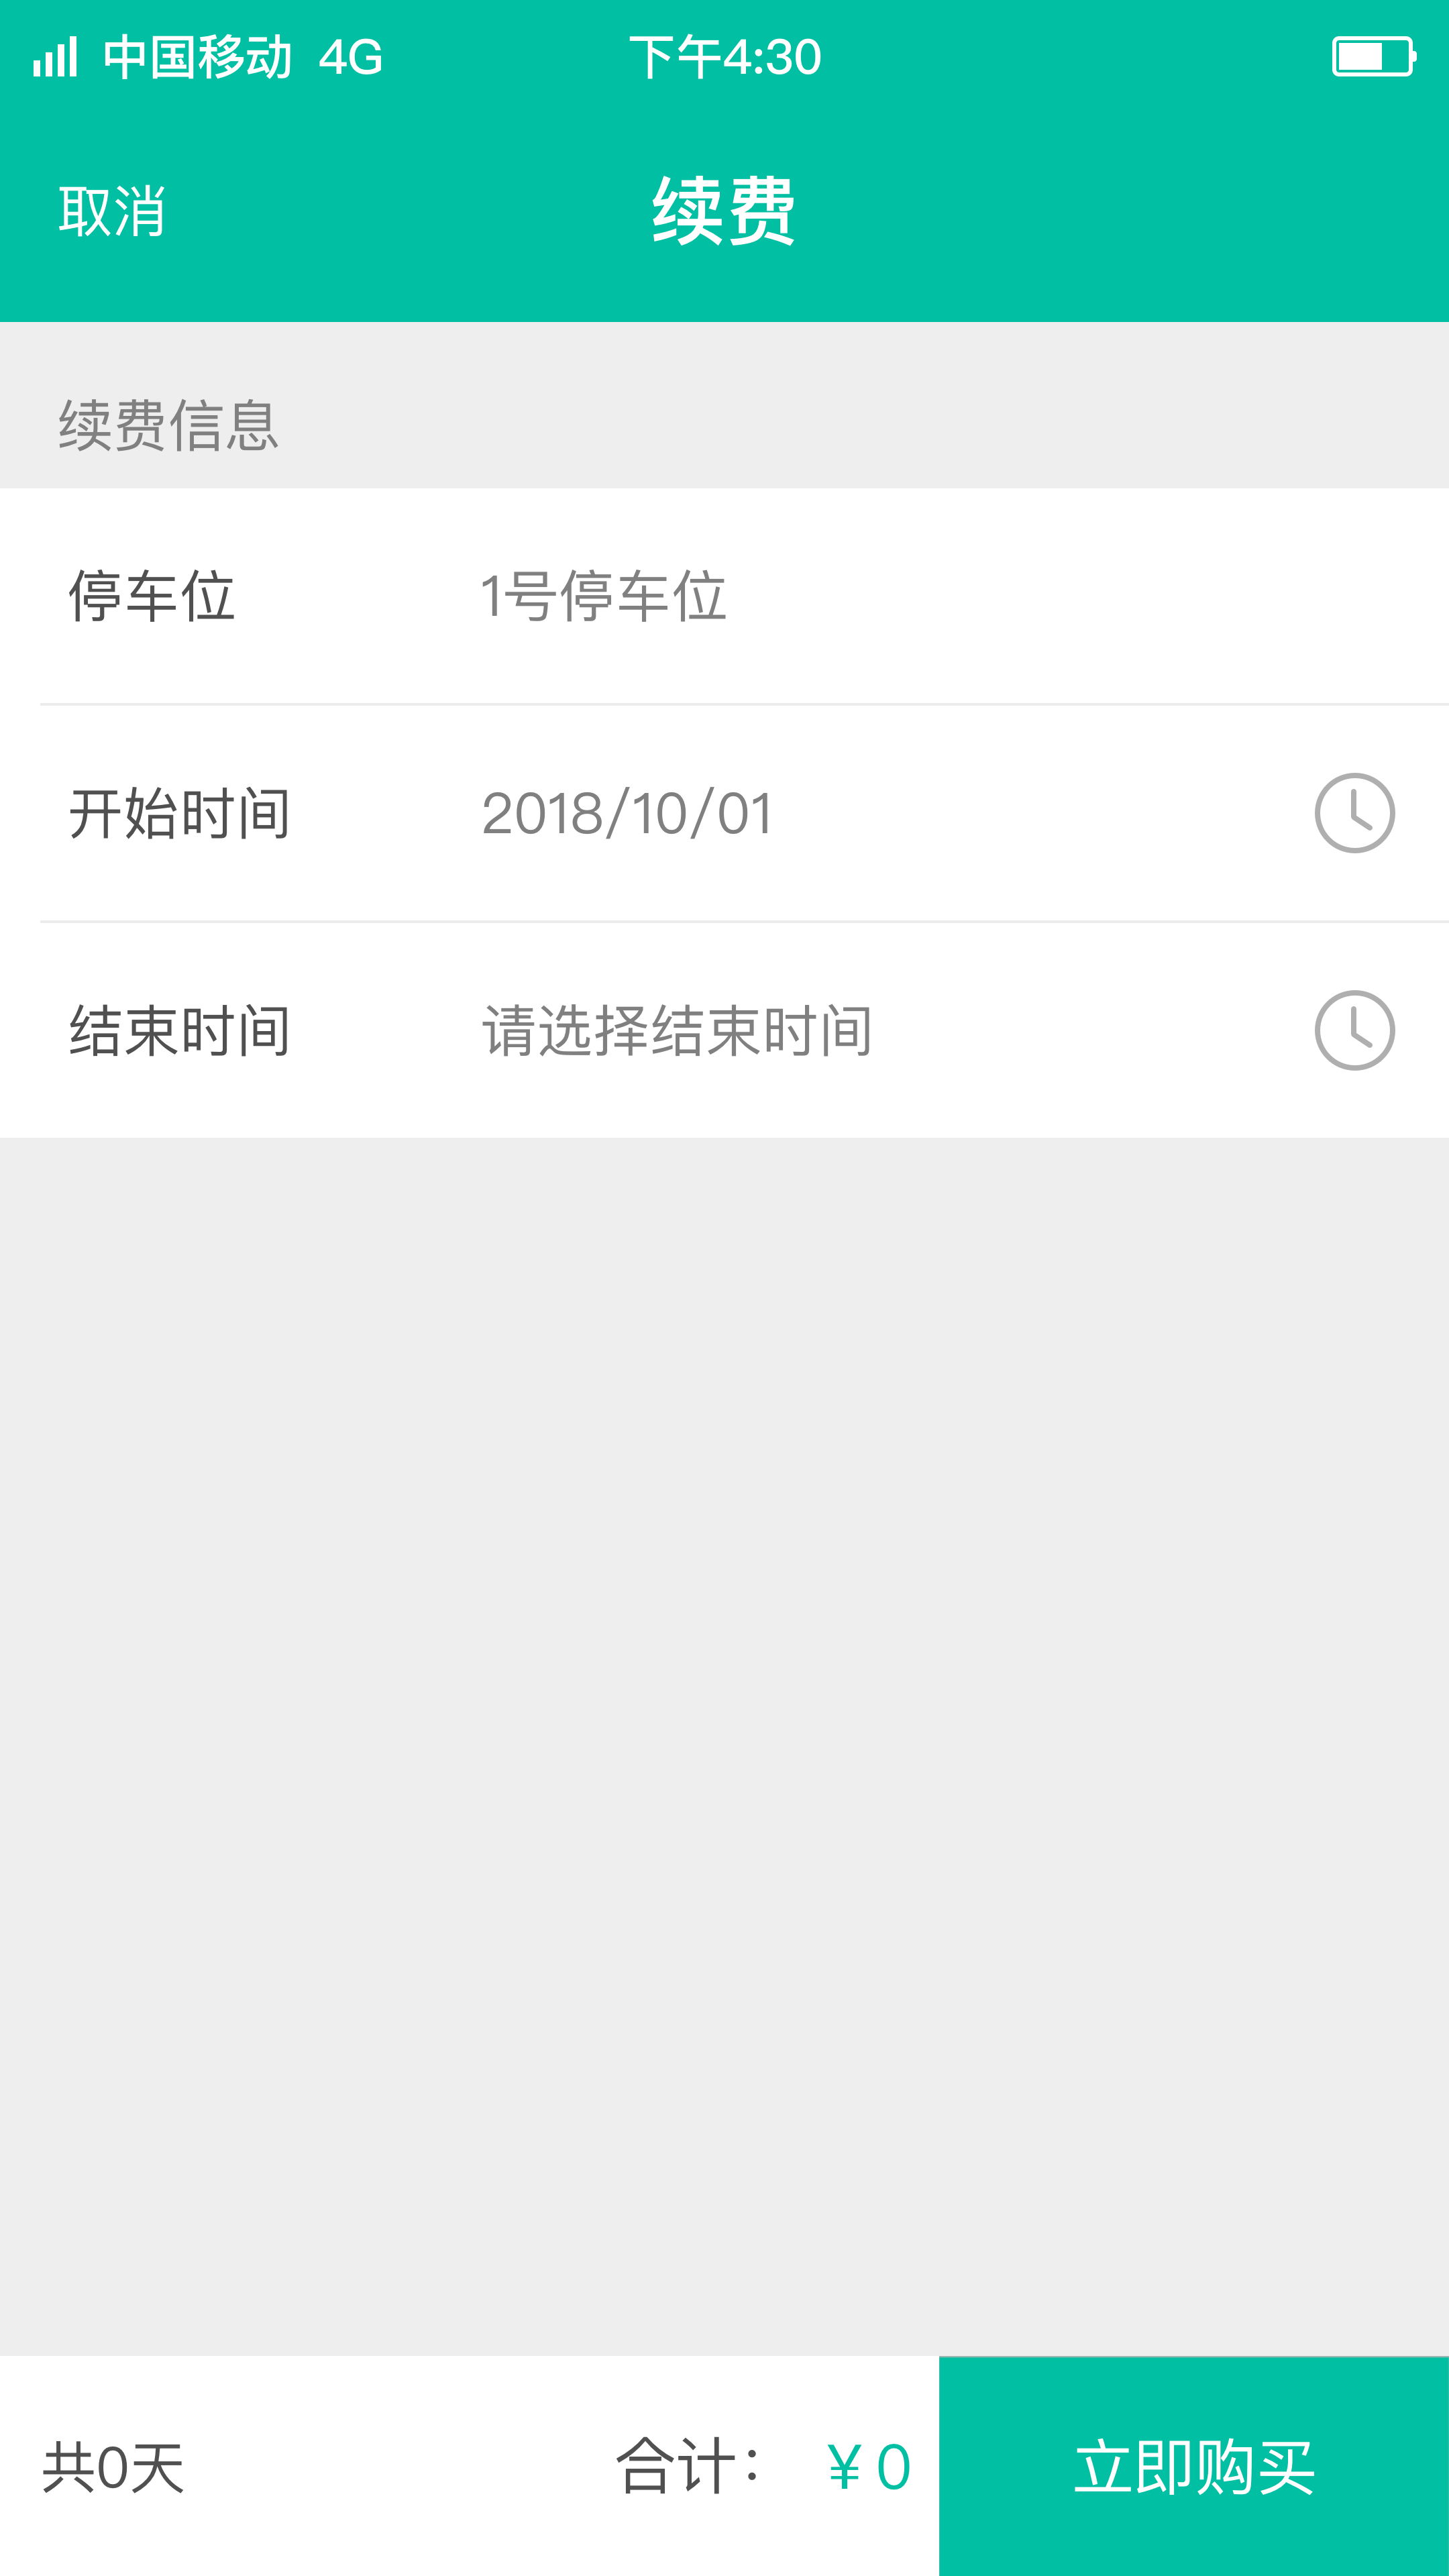 中国移动 4G 下午4:30
取消 续费
续费信息
停车位 1号停车位
开始时间 2018/10/01
结束时间 请选择结束时间
共0天 合计： ￥0 立即购买